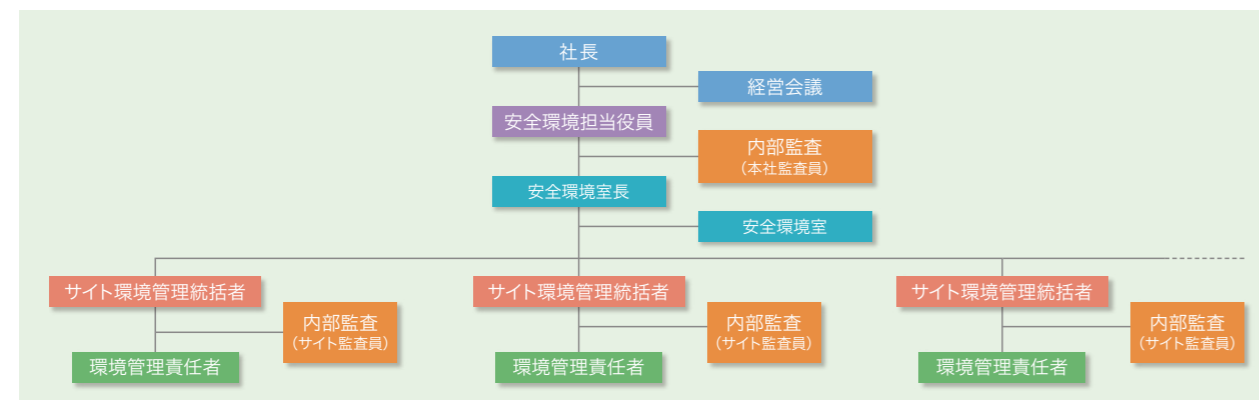 社長
経営会議
安全環境担当役員
内部監査
（本社監査員）
安全環境室長
安全環境室
サイト環境管理統括者
サイト環境管理統括者
サイト環境管理統括者
内部監査
（サイト監査員）
内部監査
（サイト監査員）
内部監査
（サイト監査員）
環境管理責任者
環境管理責任者
環境管理責任者